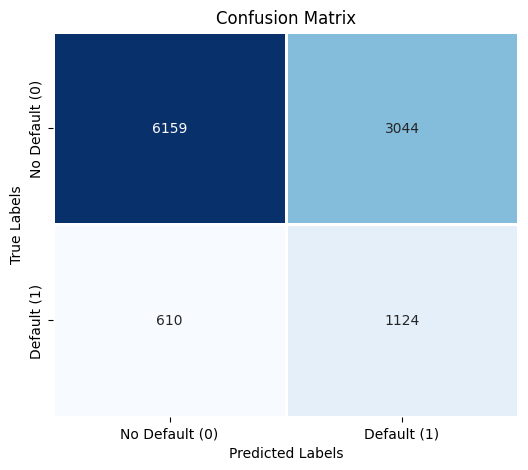 Confusion Matrix
True Labels
No Default (0)
6159
3044
Default (1)
610
1124
No Default (0)
Default (1)
Predicted Labels